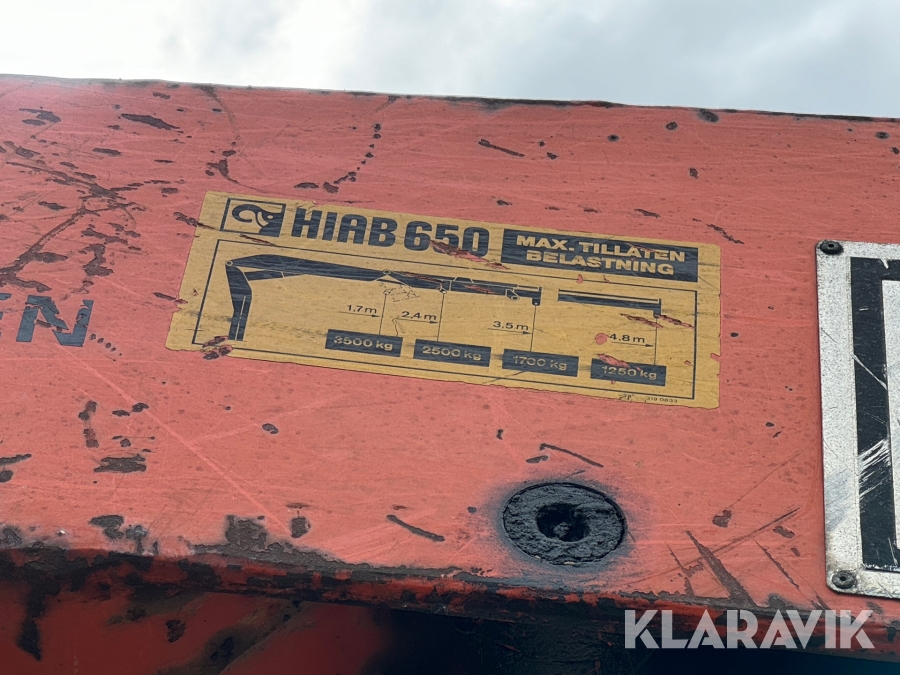 HIAB 650
MAX. TILLÅTEN
BELASTNING
1,7m
2,4m
3,5m
4,8m
3500 kg
2500 kg
1700 kg
1250 kg
KLARAVIK